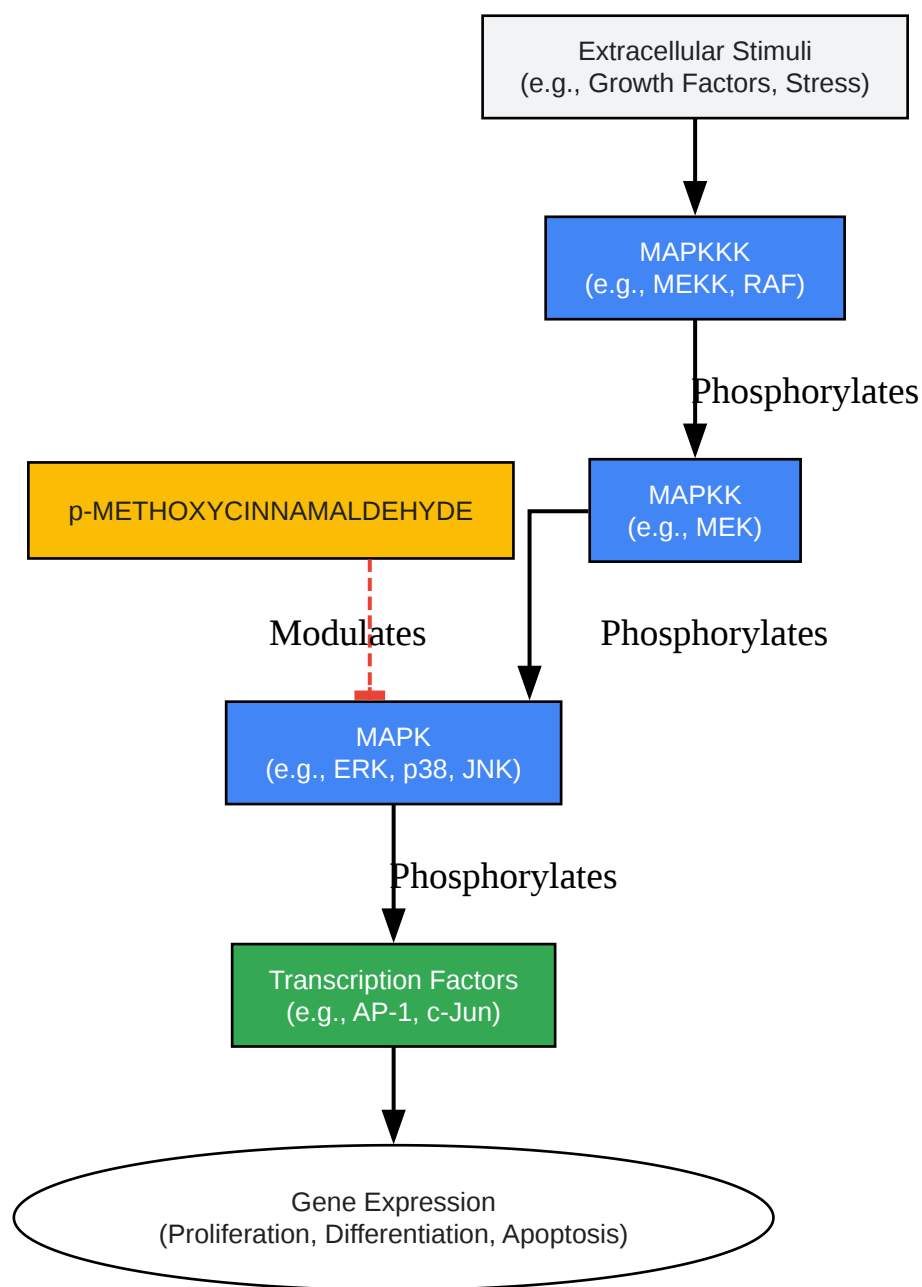 Extracellular Stimuli
(e.g., Growth Factors, Stress)
MAPKKK
(e.g., MEKK, RAF)
Phosphorylates
p-METHOXYCINNAMALDEHYDE
MAPKK
(e.g., MEK)
Modulates
Phosphorylates
MAPK
(e.g., ERK, p38, JNK)
Phosphorylates
Transcription Factors
(e.g., AP-1, c-Jun)
Gene Expression
(Proliferation, Differentiation, Apoptosis)